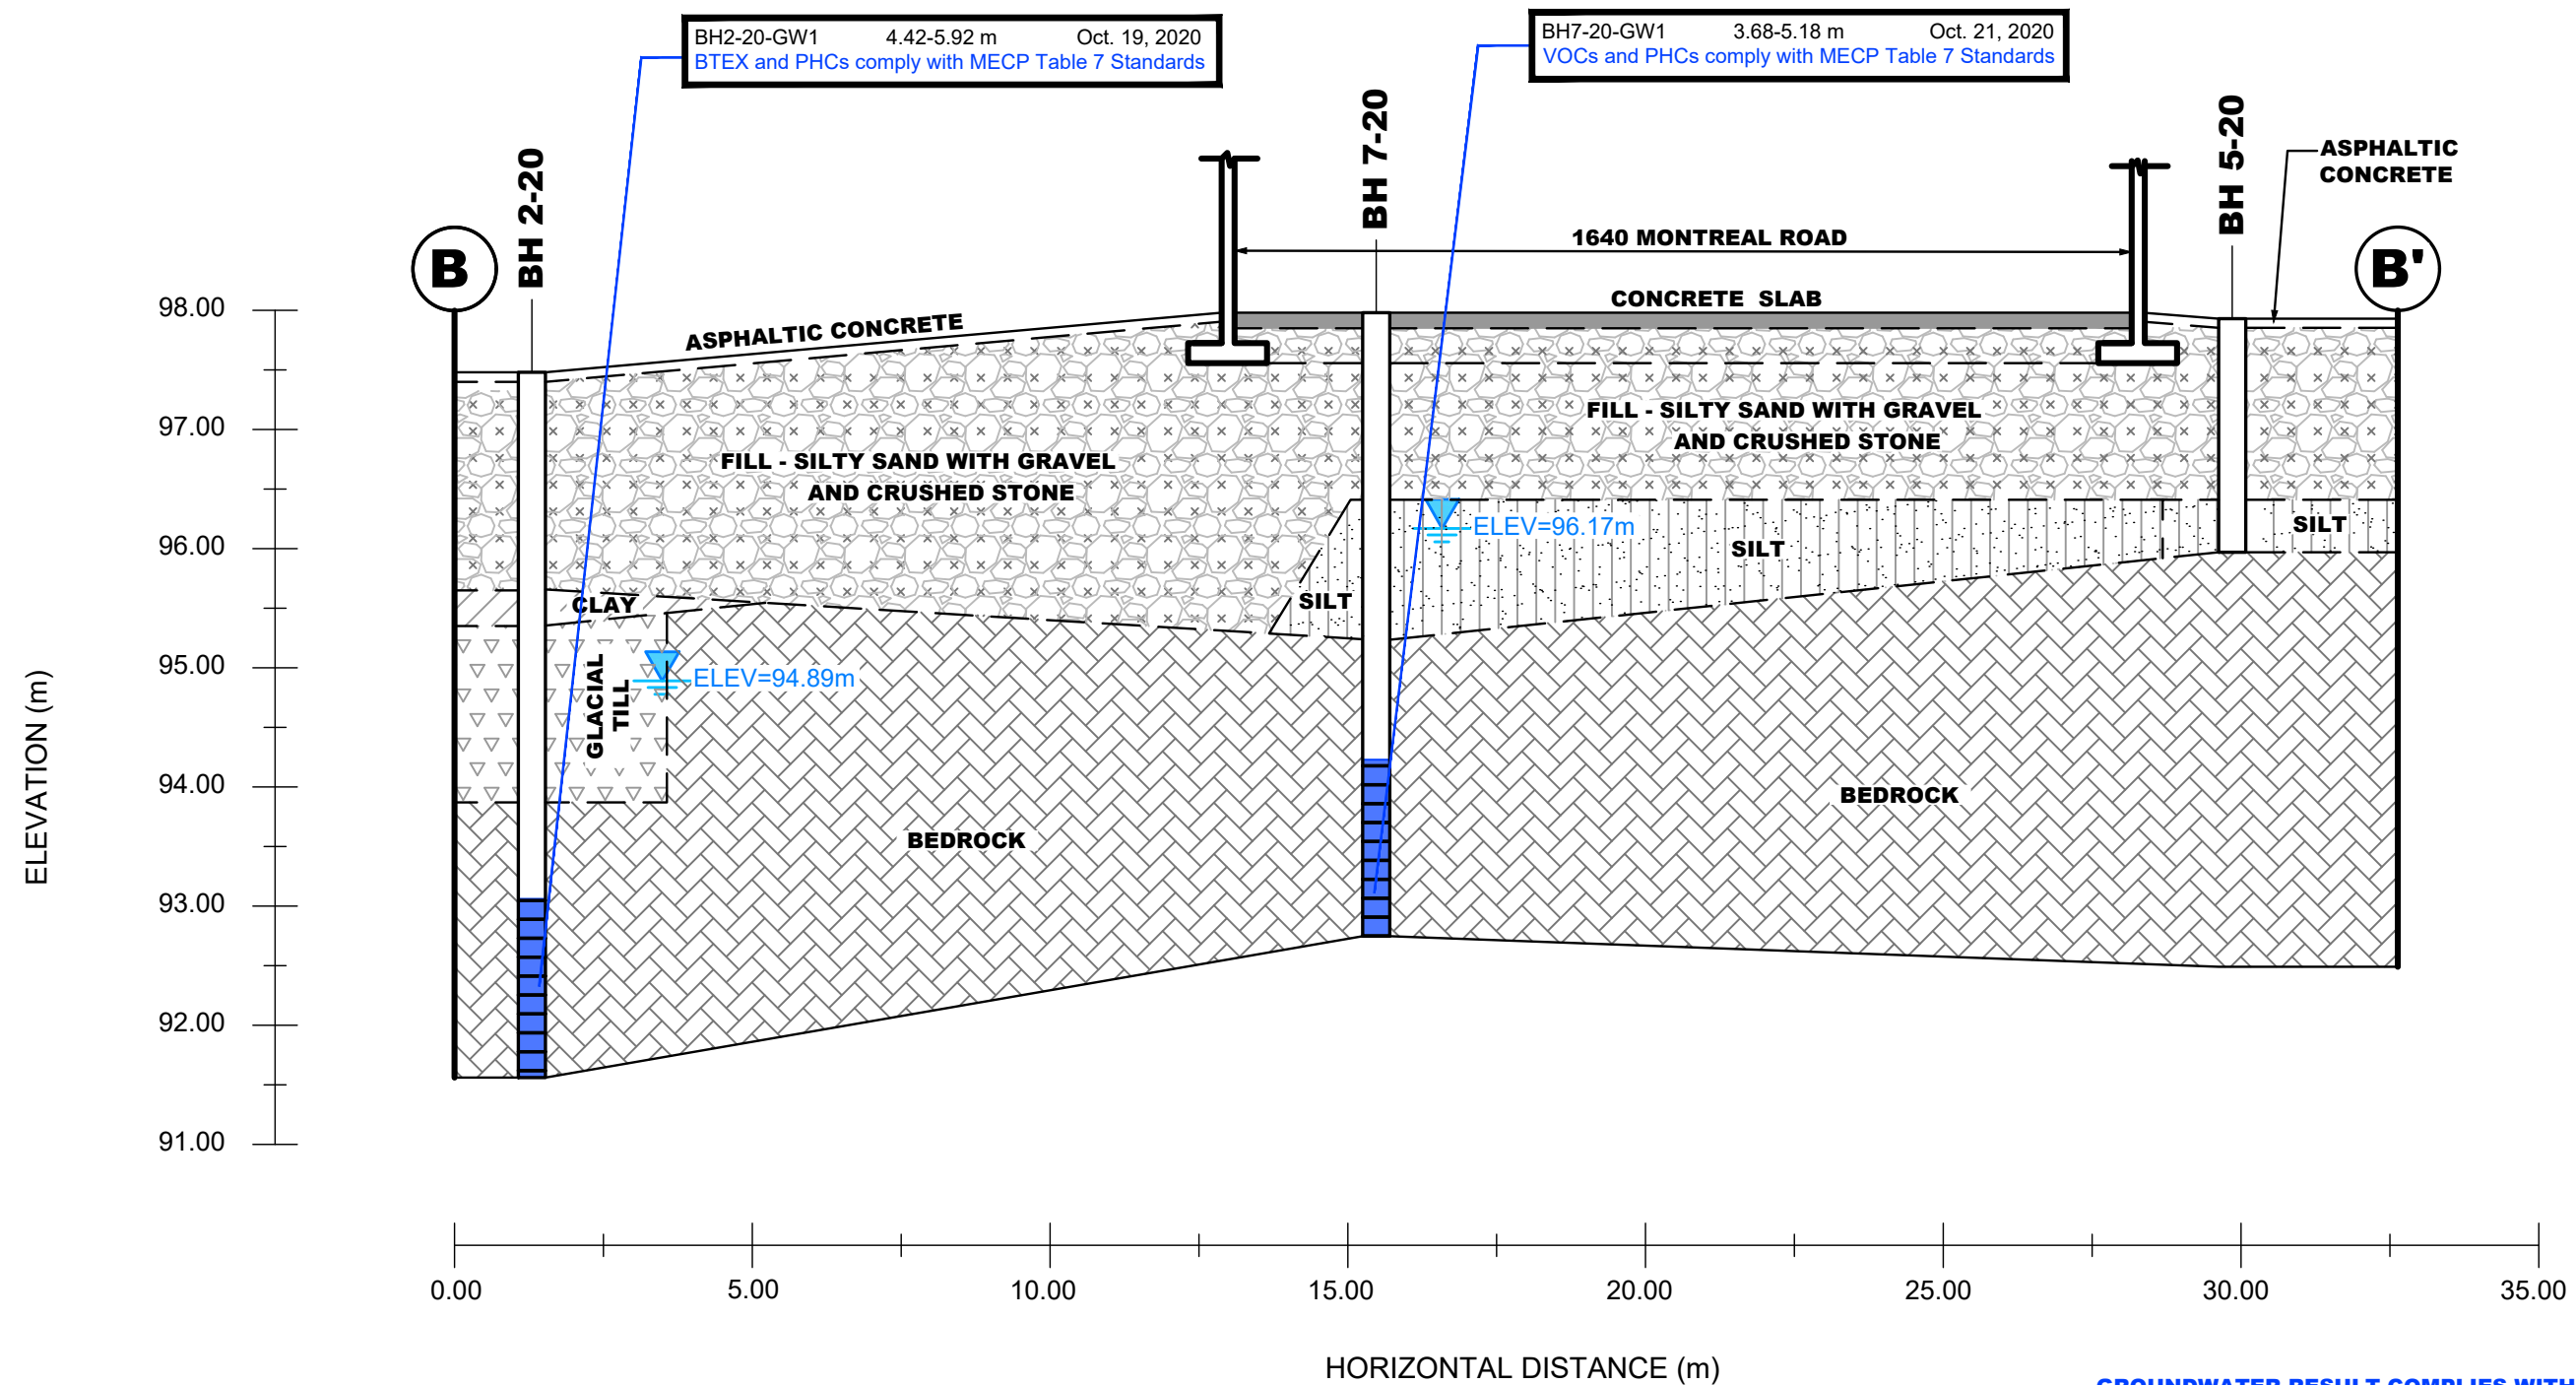 BH2-20-GW1 4.42-5.92 m Oct. 19, 2020
BTEX and PHCs comply with MECP Table 7 Standards
BH7-20-GW1 3.68-5.18 m Oct. 21, 2020
VOCs and PHCs comply with MECP Table 7 Standards
BH 2-20
BH 7-20
BH 5-20
ASPHALTIC
CONCRETE
B
B'
1640 MONTREAL ROAD
CONCRETE SLAB
ASPHALTIC CONCRETE
98.00
97.00
96.00
95.00
94.00
93.00
92.00
91.00
ELEVATION (m)
FILL - SILTY SAND WITH GRAVEL
AND CRUSHED STONE
FILL - SILTY SAND WITH GRAVEL
AND CRUSHED STONE
ELEV=96.17m
SILT
SILT
SILT
CLAY
GLACIAL
TILL
ELEV=94.89m
BEDROCK
BEDROCK
0.00
5.00
10.00
15.00
20.00
25.00
30.00
35.00
HORIZONTAL DISTANCE (m)
GROUNDWATER RESULT COMPLIES WITH